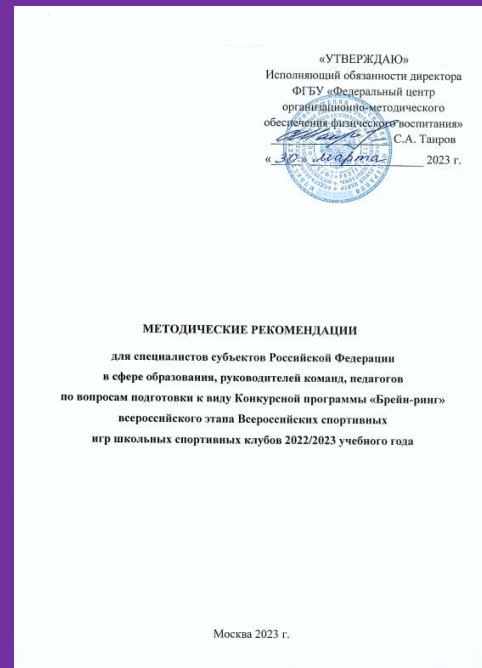 «УТВЕРЖДАЮ»
Исполняющий обязанности директора
ФГБУ «Федеральный центр
организационно-методического
обеспечения физического воспитания»
С.А. Таиров
« 30 » марта 2023 г.
МЕТОДИЧЕСКИЕ РЕКОМЕНДАЦИИ
для специалистов субъектов Российской Федерации
в сфере образования, руководителей команд, педагогов
по вопросам подготовки к виду Конкурсной программы «Брейн-ринг»
всероссийского этапа Всероссийских спортивных
игр школьных спортивных клубов 2022/2023 учебного года
Москва 2023 г.